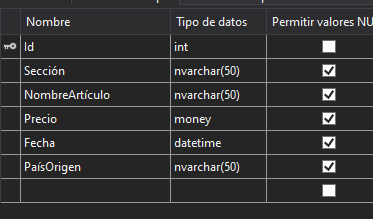 Nombre Tipo de datos Permitir valores NU
Id int
Sección nvarchar(50)
NombreArtículo nvarchar(50)
Precio money
Fecha datetime
PaísOrigen nvarchar(50)